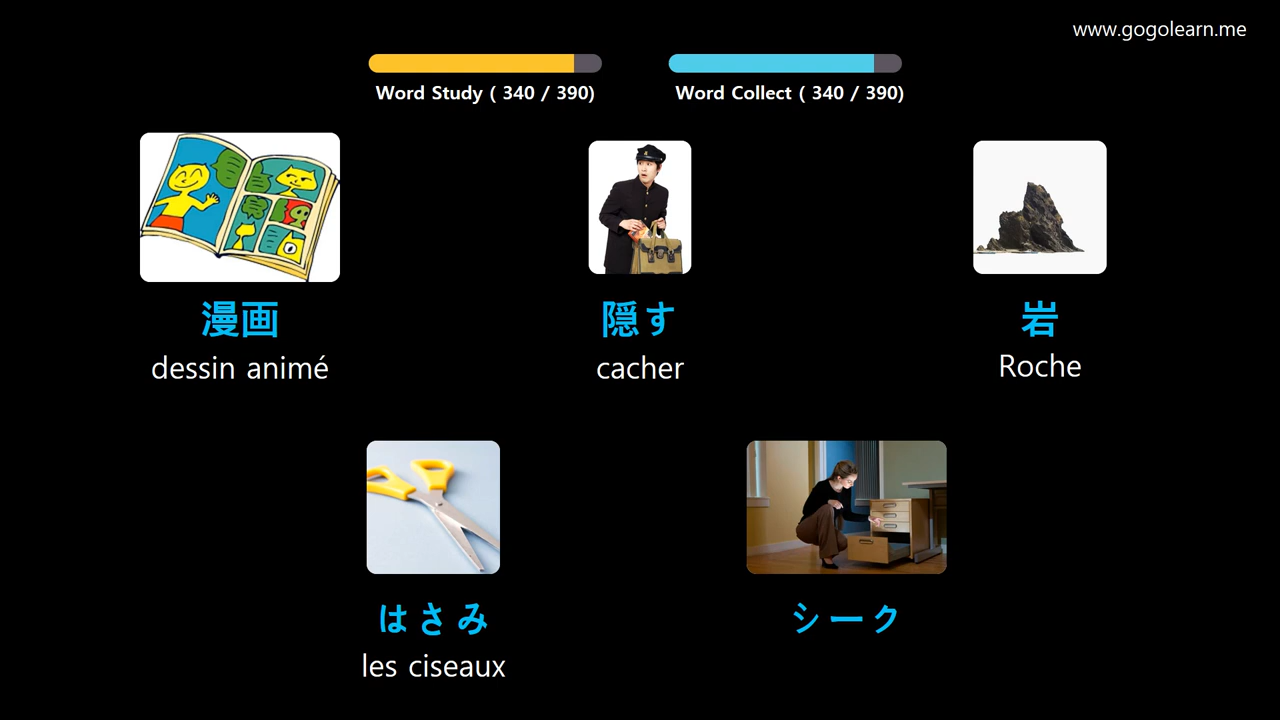 www.gogolearn.me
Word Study ( 340 / 390)
Word Collect ( 340 / 390)
漫画
dessin animé
隠す
cacher
岩
Roche
はさみ
les ciseaux
シーク